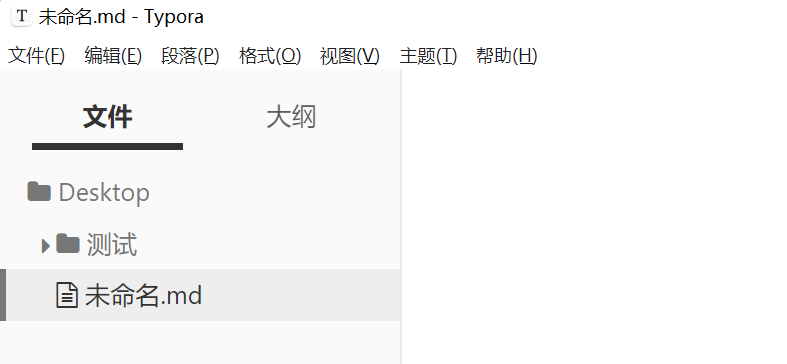 T 未命名.md - Typora
文件(F) 编辑(E) 段落(P) 格式(O) 视图(V) 主题(T) 帮助(H)
文件 大纲
Desktop
测试
未命名.md